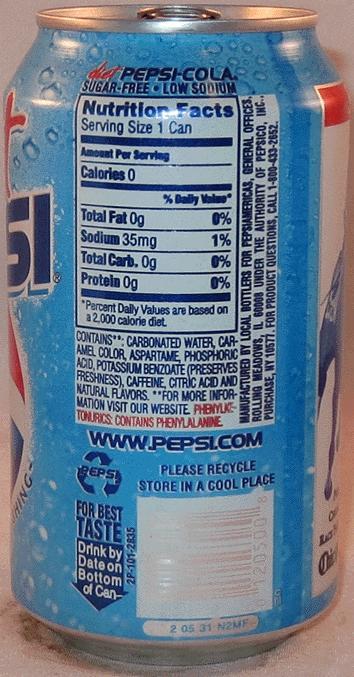 diet PEPSI-COLA.
SUGAR-FREE • LOW SODIUM
Nutrition Facts
Serving Size 1 Can
Amount Per Serving
Calories 0
% Daily Value*
Total Fat 0g 0%
Sodium 35mg 1%
Total Carb. 0g 0%
Protein 0g 0%
*Percent Daily Values are based on
a 2,000 calorie diet.
MANUFACTURED BY LOCAL BOTTLERS FOR PEPSIAMERICAS, GENERAL OFFICES,
ROLLING MEADOWS, IL 60008 UNDER THE AUTHORITY OF PEPSICO, INC.,
PURCHASE, NY 10577 FOR PRODUCT QUESTIONS, CALL 1-800-433-2652.
CONTAINS**: CARBONATED WATER, CAR-
AMEL COLOR, ASPARTAME, PHOSPHORIC
ACID, POTASSIUM BENZOATE (PRESERVES
FRESHNESS), CAFFEINE, CITRIC ACID AND
NATURAL FLAVORS. **FOR MORE INFOR-
MATION VISIT OUR WEBSITE. PHENYLKE-
TONURICS: CONTAINS PHENYLALANINE.
WWW.PEPSI.COM
PEPSI
PLEASE RECYCLE
STORE IN A COOL PLACE
FOR BEST
TASTE
Drink by
Date on
Bottom
of Can
2P-101-2835
2 05 31 N2MF
SI
HING